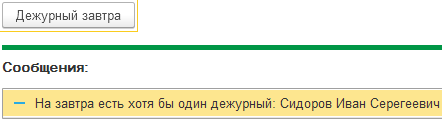 Дежурный завтра
Сообщения:
На завтра есть хотя бы один дежурный: Сидоров Иван Серегеевич